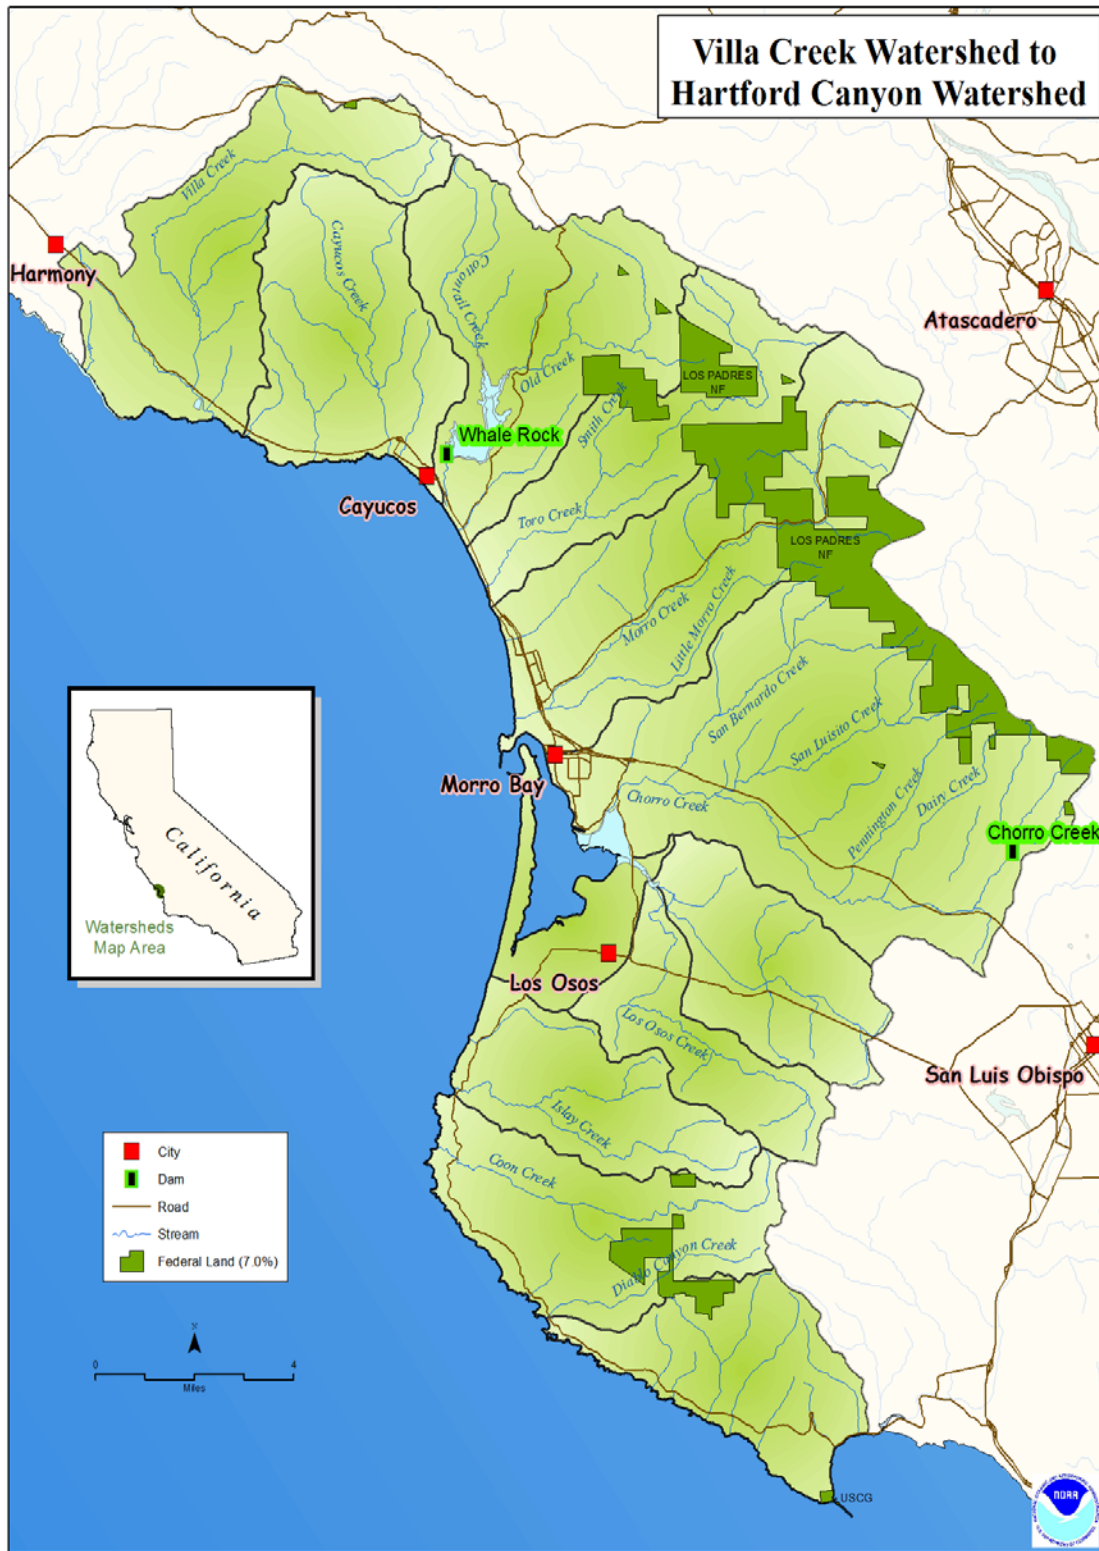 Villa Creek Watershed to
Hartford Canyon Watershed
Villa Creek
Cayucos Creek
Cottontail Creek
Harmony
Atascadero
Old Creek
LOS PADRES
NF
Smith Creek
Whale Rock
Cayucos
Toro Creek
LOS PADRES
NF
Morro Creek
Little Morro Creek
San Bernardo Creek
San Luisito Creek
Morro Bay
Chorro Creek
Pennington Creek
Dairy Creek
Chorro Creek
California
Watersheds
Map Area
Los Osos
Los Osos Creek
San Luis Obispo
Islay Creek
Coon Creek
Diablo Canyon Creek
City
Dam
Road
Stream
Federal Land (7.0%)
N
0 4
Miles
USCG
NOAA